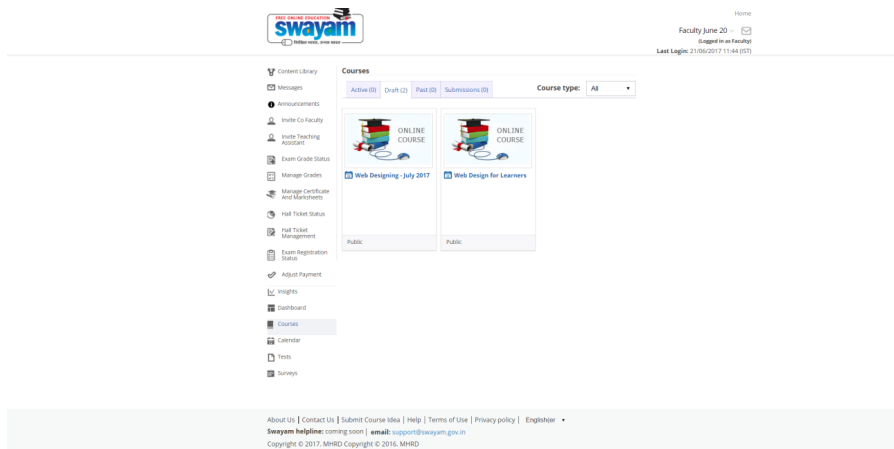 FREE ONLINE EDUCATION
swayam
शिक्षित भारत, उन्नत भारत
Home
Faculty June 20
(Logged in as Faculty)
Last Login: 21/06/2017 11:44 (IST)
Content Library
Messages
Announcements
Invite Co Faculty
Invite Teaching
Assistant
Exam Grade Status
Manage Grades
Manage Certificate
And Marksheets
Hall Ticket Status
Hall Ticket
Management
Exam Registration
Status
Adjust Payment
Insights
Dashboard
Courses
Calendar
Tests
Surveys
Courses
Active (0) Draft (2) Past (0) Submissions (0) Course type: All
ONLINE
COURSE
Web Designing - July 2017
Public
ONLINE
COURSE
Web Design for Learners
Public
About Us | Contact Us | Submit Course Idea | Help | Terms of Use | Privacy policy | English(er
Swayam helpline: coming soon | email: support@swayam.gov.in
Copyright © 2017. MHRD Copyright © 2016. MHRD